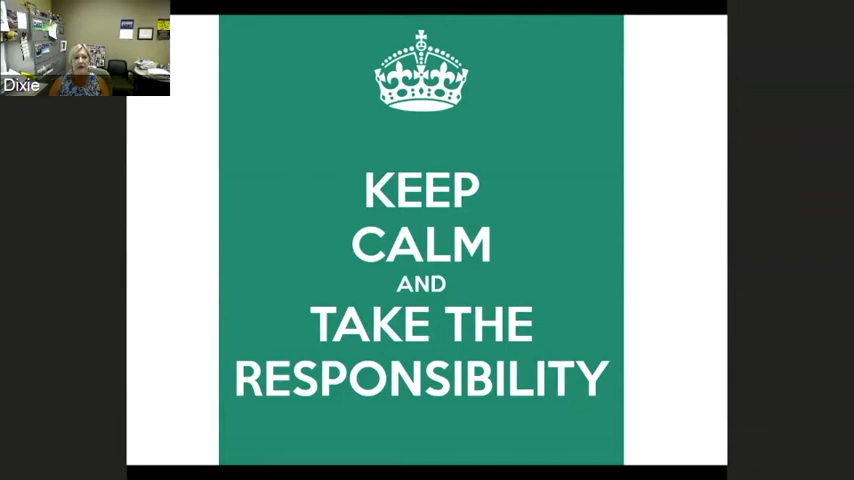 Dixie
KEEP
CALM
AND
TAKE THE
RESPONSIBILITY